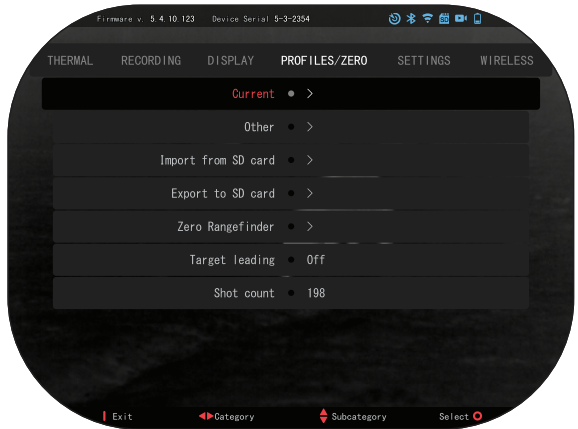 Firmware v. 5.4.10.123 Device Serial 5-3-2354
THERMAL RECORDING DISPLAY PROFILES/ZERO SETTINGS WIRELESS
Current >
Other >
Import from SD card >
Export to SD card >
Zero Rangefinder >
Target leading Off
Shot count 198
Exit Category Subcategory Select